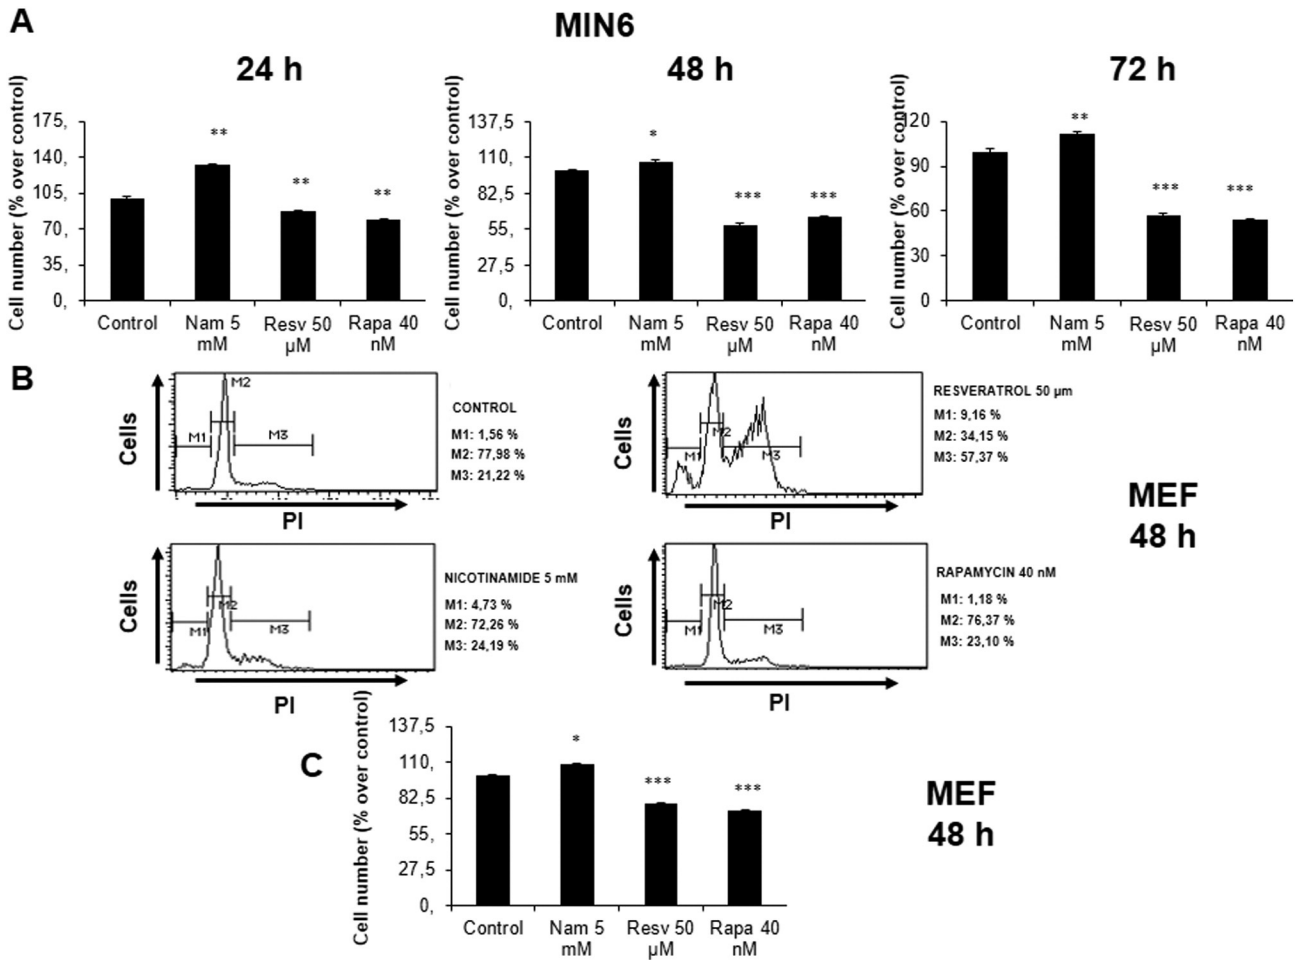 A
MIN6
24 h
48 h
72 h
Cell number (% over control)
175,
140,
105,
70,
35,
0,
**
**
**
Control
Nam 5 mM
Resv 50 µM
Rapa 40 nM
Cell number (% over control)
137,5
110,
82,5
55,
27,5
0,
*
***
***
Control
Nam 5 mM
Resv 50 µM
Rapa 40 nM
Cell number (% over control)
120
90
60
30
0
**
***
***
Control
Nam 5 mM
Resv 50 µM
Rapa 40 nM
B
Cells
M1
M2
M3
PI
CONTROL
M1: 1,56 %
M2: 77,98 %
M3: 21,22 %
Cells
M1
M2
M3
PI
RESVERATROL 50 µm
M1: 9,16 %
M2: 34,15 %
M3: 57,37 %
MEF
48 h
Cells
M1
M2
M3
PI
NICOTINAMIDE 5 mM
M1: 4,73 %
M2: 72,26 %
M3: 24,19 %
Cells
M1
M2
M3
PI
RAPAMYCIN 40 nM
M1: 1,18 %
M2: 76,37 %
M3: 23,10 %
C
Cell number (% over control)
137,5
110,
82,5
55,
27,5
0,
*
***
***
Control
Nam 5 mM
Resv 50 µM
Rapa 40 nM
MEF
48 h